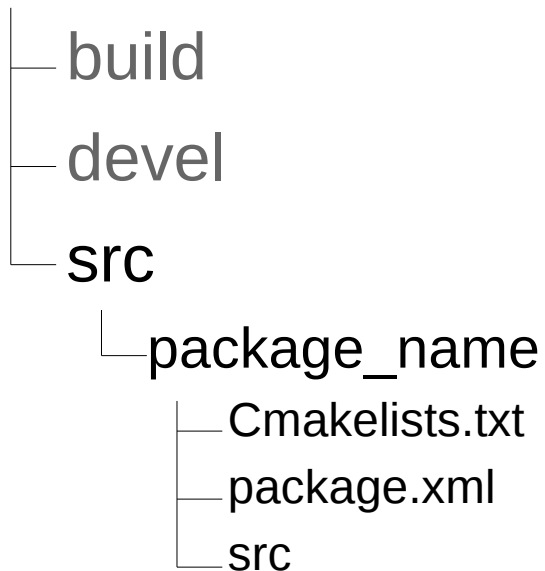 build
devel
src
package_name
Cmakelists.txt
package.xml
src